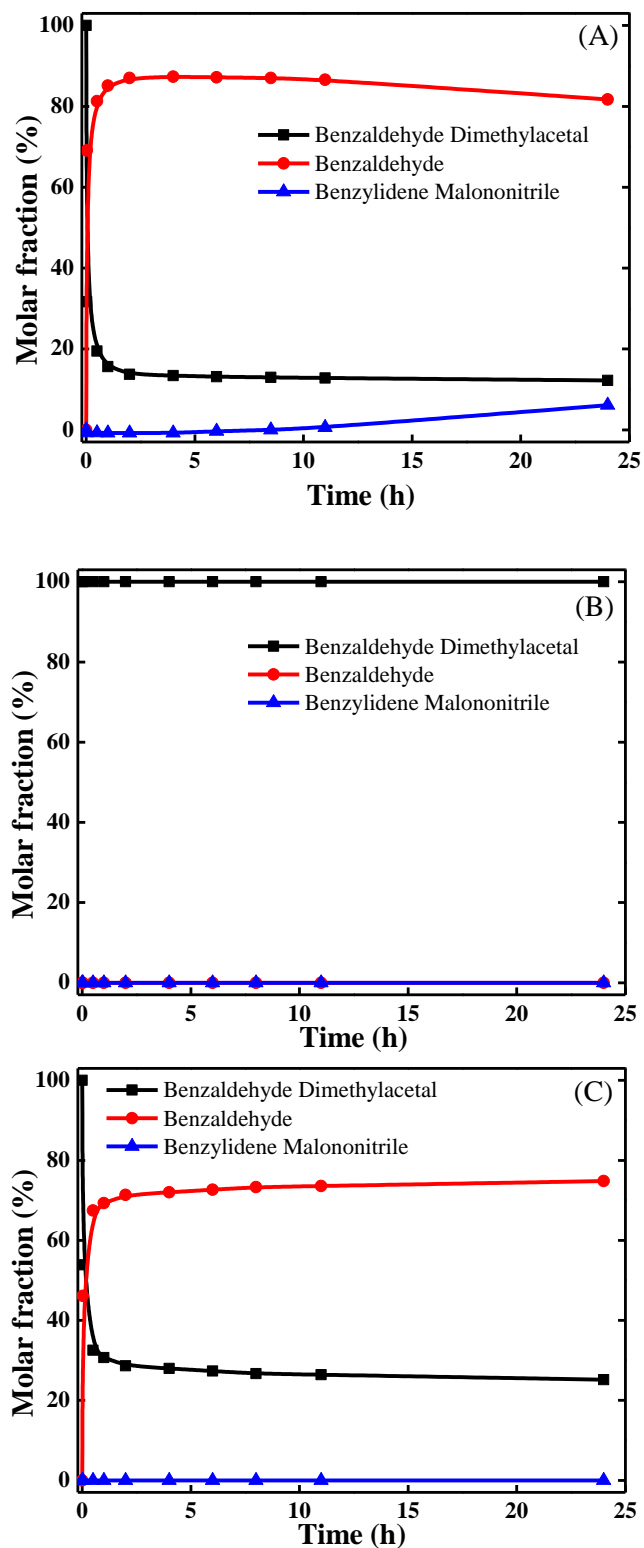 (A)
100
80
60
40
20
0
Molar fraction (%)
Benzaldehyde Dimethylacetal
Benzaldehyde
Benzylidene Malononitrile
0 5 10 15 20 25
Time (h)
(B)
100
80
60
40
20
0
Molar fraction (%)
Benzaldehyde Dimethylacetal
Benzaldehyde
Benzylidene Malononitrile
0 5 10 15 20 25
Time (h)
(C)
100
80
60
40
20
0
Molar fraction (%)
Benzaldehyde Dimethylacetal
Benzaldehyde
Benzylidene Malononitrile
0 5 10 15 20 25
Time (h)